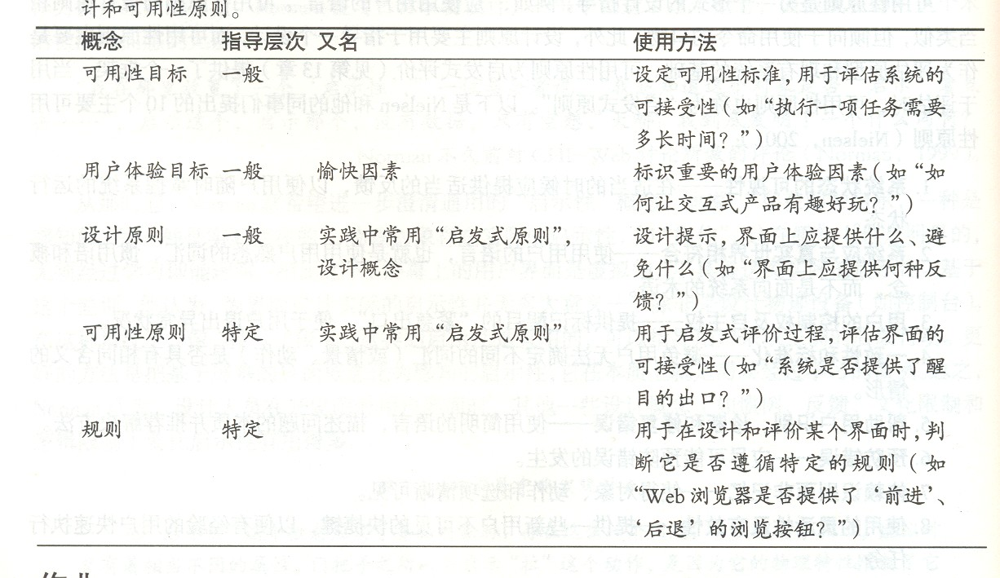 计和可用性原则。
概念 指导层次 又名 使用方法
可用性目标 一般 设定可用性标准，用于评估系统的
可接受性（如“执行一项任务需要
多长时间？”）
用户体验目标 一般 愉快因素 标识重要的用户体验因素（如“如
何让交互式产品有趣好玩？”）
设计原则 一般 实践中常用“启发式原则”， 设计提示，界面上应提供什么、避
设计概念 免什么（如“界面上应提供何种反
馈？”）
可用性原则 特定 实践中常用“启发式原则” 用于启发式评价过程，评估界面的
可接受性（如“系统是否提供了醒
目的出口？”）
规则 特定 用于在设计和评价某个界面时，判
断它是否遵循特定的规则（如
“Web 浏览器是否提供了‘前进’、
‘后退’的浏览按钮？”）